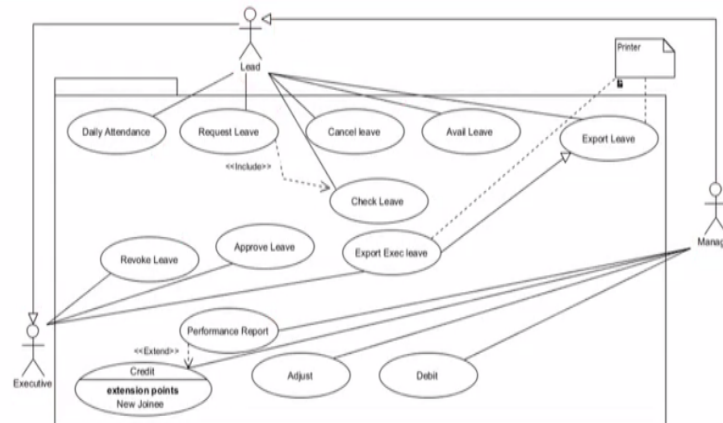 Lead
Printer
Daily Attendance
Request Leave
Cancel leave
Avail Leave
Export Leave
<<Include>>
Check Leave
Manag
Revoke Leave
Approve Leave
Export Exec leave
Executive
Performance Report
<<Extend>>
Credit
extension points
New Joinee
Adjust
Debit